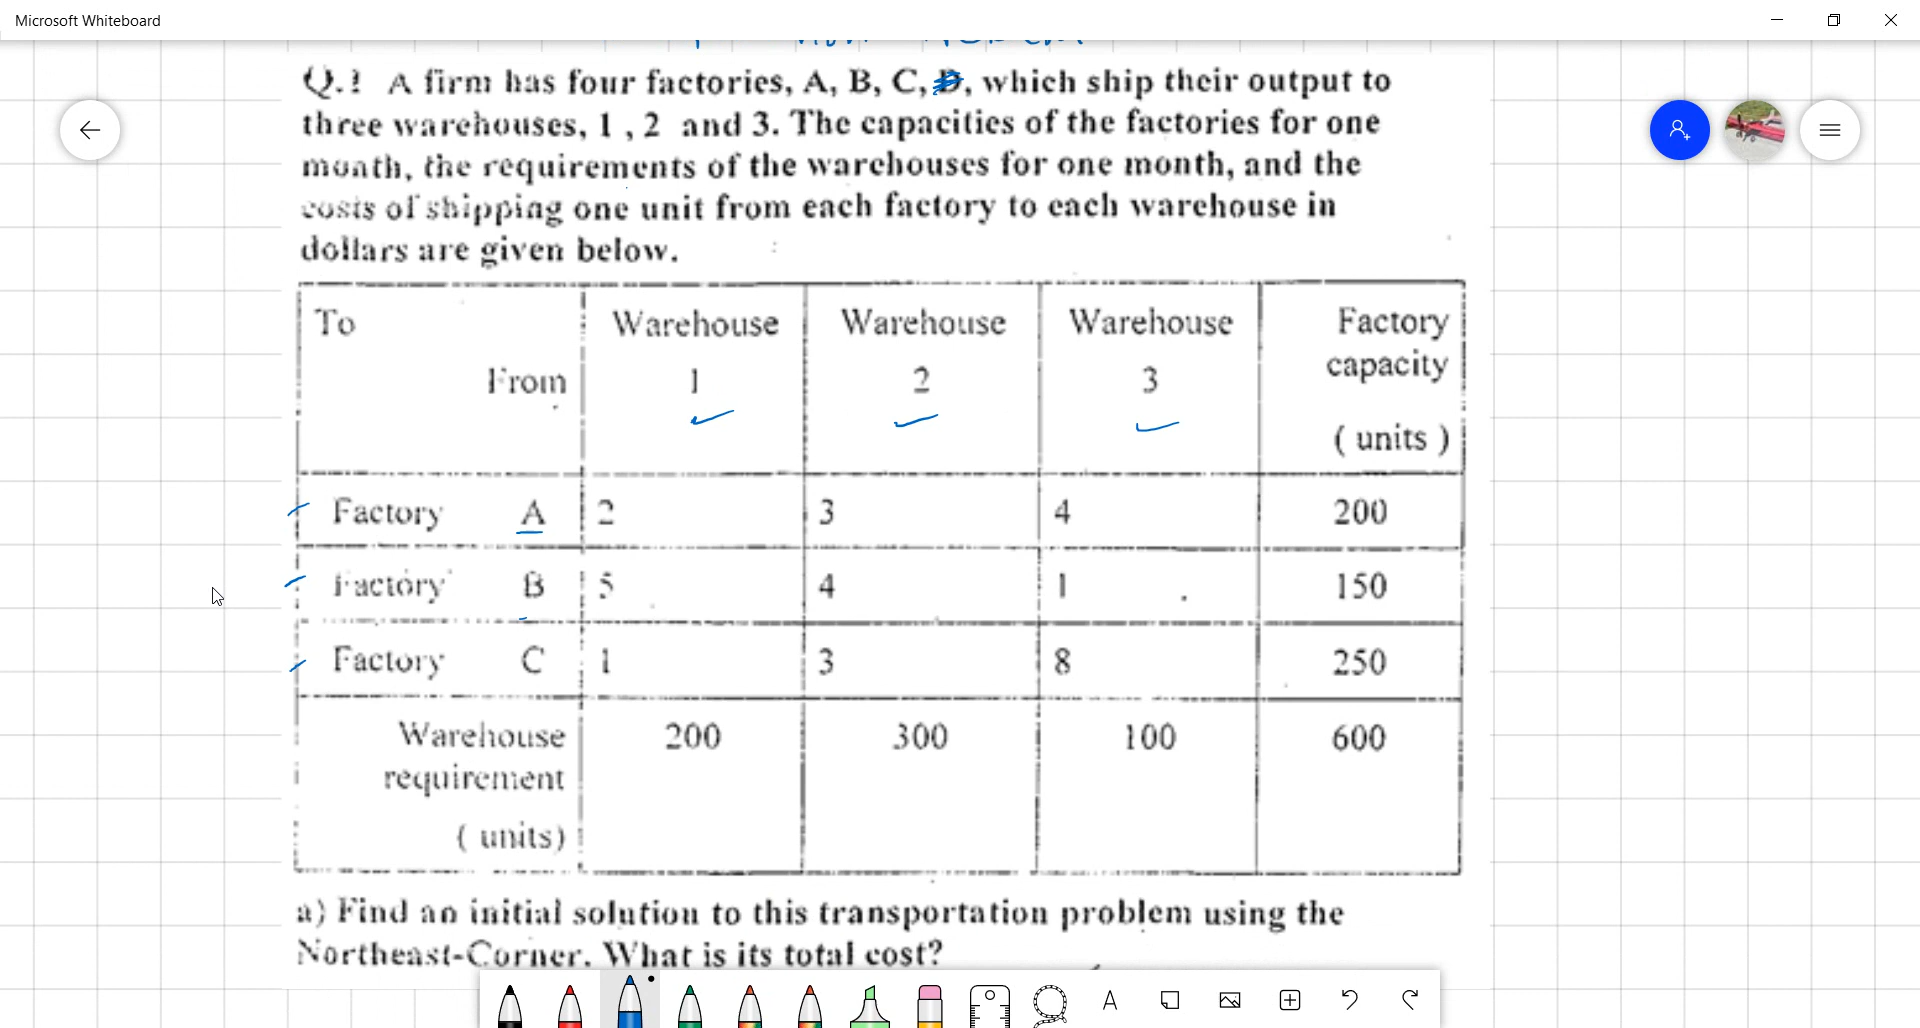 Microsoft Whiteboard
Q.! A firm has four factories, A, B, C, D, which ship their output to
three warehouses, 1 , 2 and 3. The capacities of the factories for one
month, the requirements of the warehouses for one month, and the
costs of shipping one unit from each factory to each warehouse in
dollars are given below.
To From Warehouse 1 Warehouse 2 Warehouse 3 Factory capacity ( units )
Factory A 2 3 4 200
Factory B 5 4 1 150
Factory C 1 3 8 250
Warehouse requirement ( units) 200 300 100 600
a) Find an initial solution to this transportation problem using the
Northeast-Corner. What is its total cost?